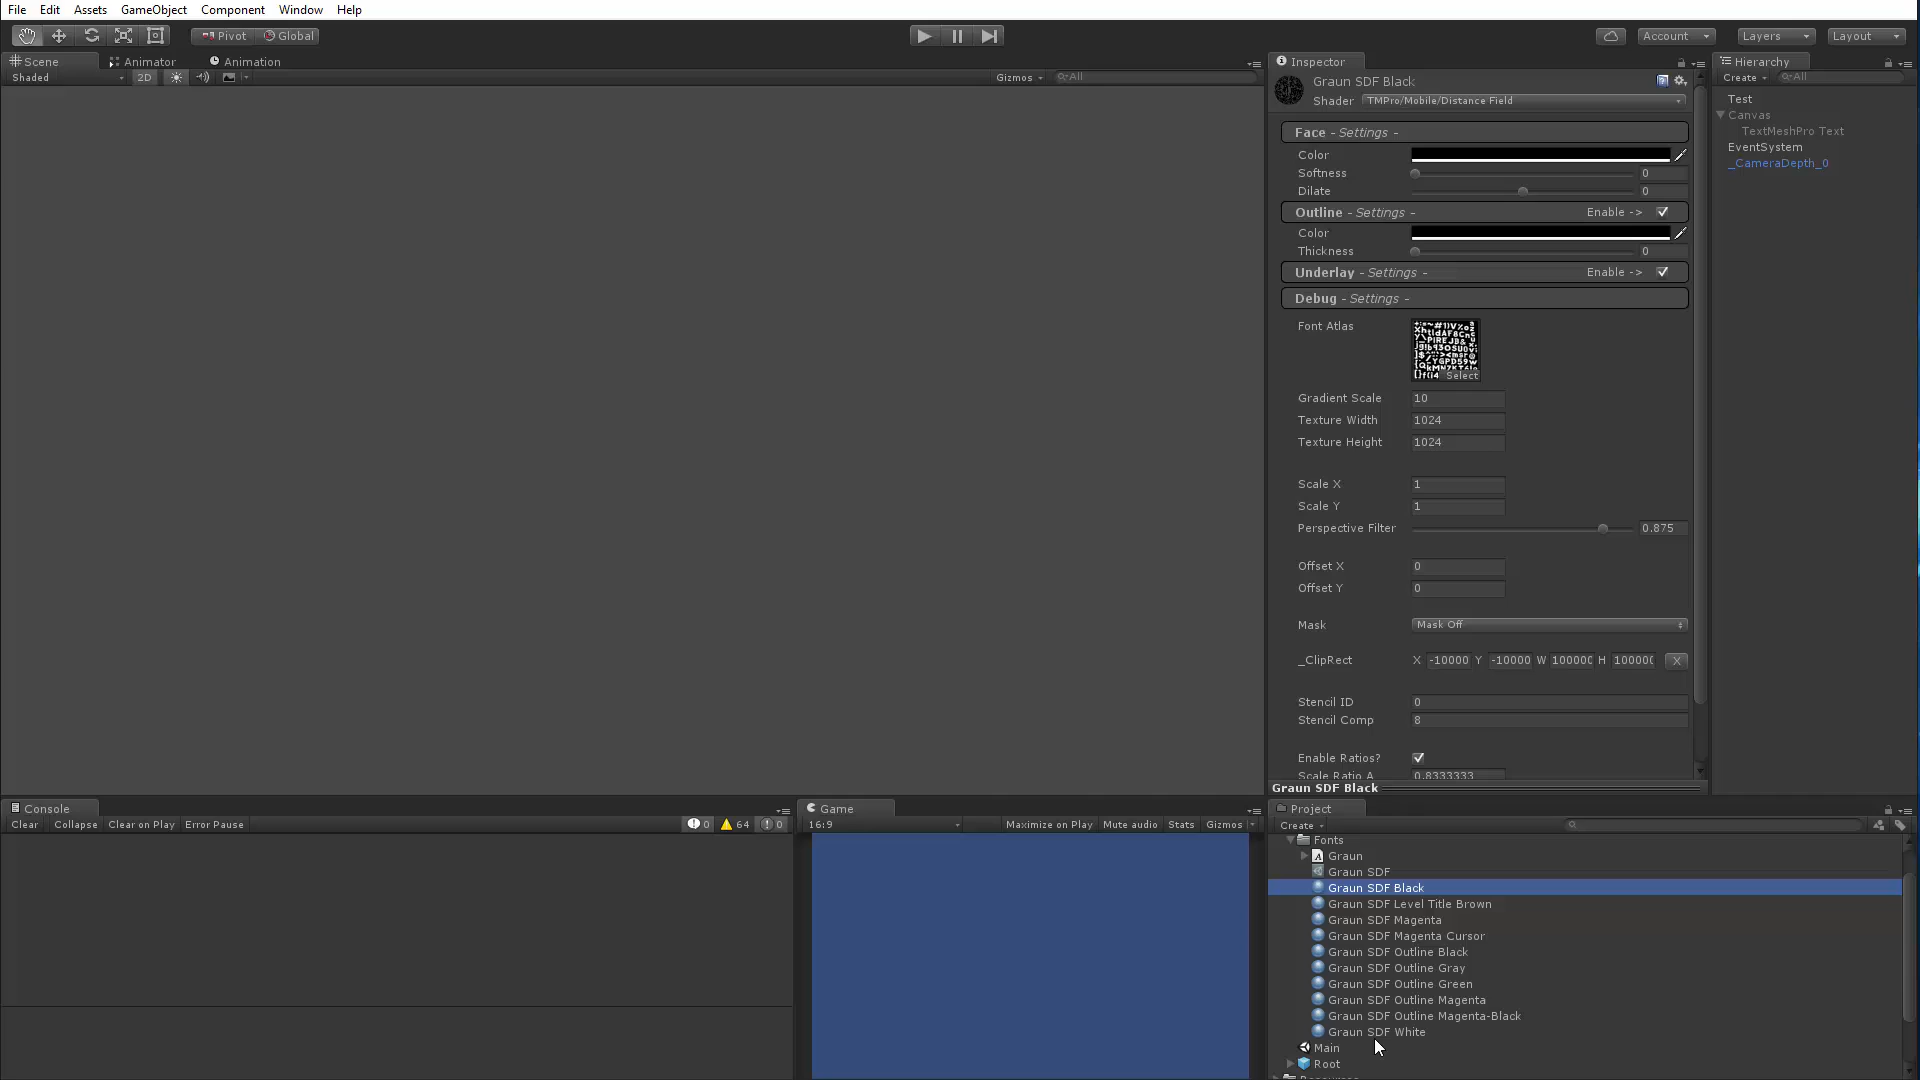 File Edit Assets GameObject Component Window Help
Pivot Global
Account Layers Layout
Scene Animator Animation
Shaded 2D Gizmos All
Inspector
Graun SDF Black
Shader TMPro/Mobile/Distance Field
Face - Settings -
Color
Softness 0
Dilate 0
Outline - Settings - Enable ->
Color
Thickness 0
Underlay - Settings - Enable ->
Debug - Settings -
Font Atlas
Select
Gradient Scale 10
Texture Width 1024
Texture Height 1024
Scale X 1
Scale Y 1
Perspective Filter 0.875
Offset X 0
Offset Y 0
Mask Mask Off
_ClipRect X -10000 Y -10000 W 100000 H 100000 X
Stencil ID 0
Stencil Comp 8
Enable Ratios?
Scale Ratio A 0.8333333
Graun SDF Black
Hierarchy
Create All
Test
Canvas
TextMeshPro Text
EventSystem
_CameraDepth_0
Console
Clear Collapse Clear on Play Error Pause 0 64 0
Game
16:9 Maximize on Play Mute audio Stats Gizmos
Project
Create
Fonts
Graun
Graun SDF
Graun SDF Black
Graun SDF Level Title Brown
Graun SDF Magenta
Graun SDF Magenta Cursor
Graun SDF Outline Black
Graun SDF Outline Gray
Graun SDF Outline Green
Graun SDF Outline Magenta
Graun SDF Outline Magenta-Black
Graun SDF White
Main
Root